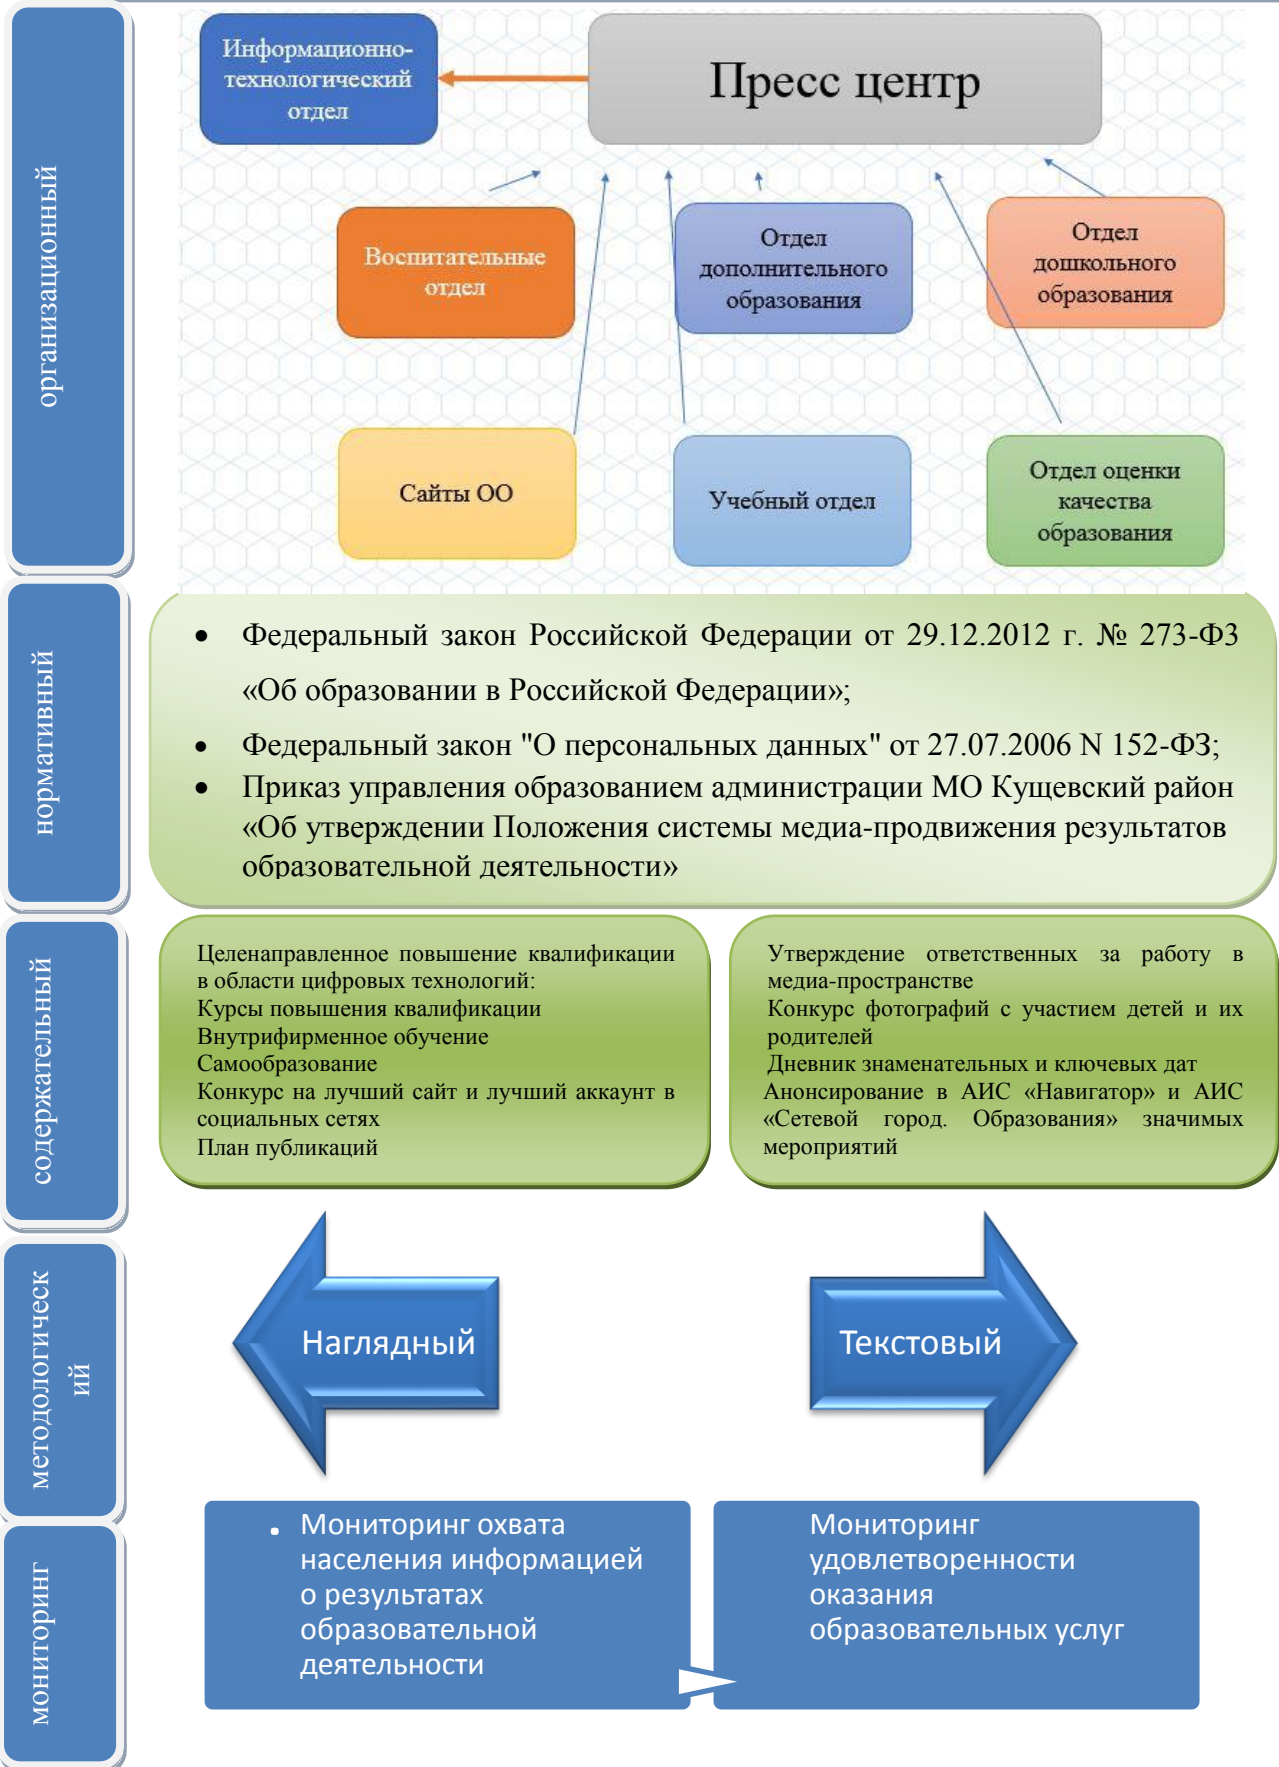 организационный
Информационно-
технологический
отдел
Пресс центр
Воспитательные
отдел
Отдел
дополнительного
образования
Отдел
дошкольного
образования
Сайты ОО
Учебный отдел
Отдел оценки
качества
образования
нормативный
• Федеральный закон Российской Федерации от 29.12.2012 г. № 273-ФЗ
«Об образовании в Российской Федерации»;
• Федеральный закон "О персональных данных" от 27.07.2006 N 152-ФЗ;
• Приказ управления образованием администрации МО Кущевский район
«Об утверждении Положения системы медиа-продвижения результатов
образовательной деятельности»
содержательный
Целенаправленное повышение квалификации
в области цифровых технологий:
Курсы повышения квалификации
Внутрифирменное обучение
Самообразование
Конкурс на лучший сайт и лучший аккаунт в
социальных сетях
План публикаций
Утверждение ответственных за работу в
медиа-пространстве
Конкурс фотографий с участием детей и их
родителей
Дневник знаменательных и ключевых дат
Анонсирование в АИС «Навигатор» и АИС
«Сетевой город. Образования» значимых
мероприятий
методологическ
ий
Наглядный
Текстовый
мониторинг
. Мониторинг охвата
населения информацией
о результатах
образовательной
деятельности
Мониторинг
удовлетворенности
оказания
образовательных услуг